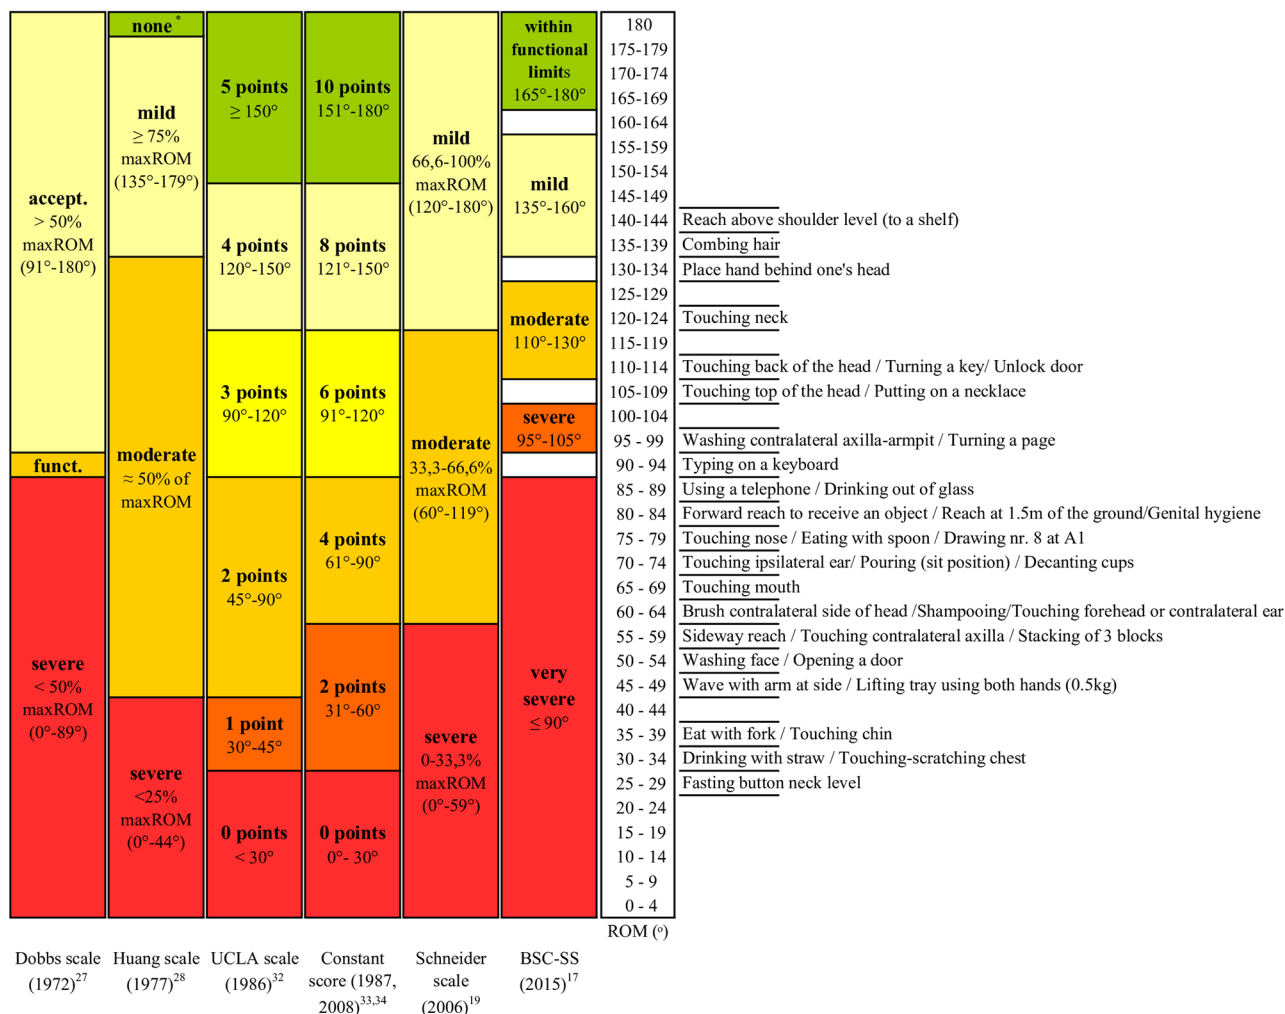 accept.
> 50%
maxROM
(91°-180°)
funct.
severe
< 50%
maxROM
(0°-89°)
none*
mild
≥ 75%
maxROM
(135°-179°)
moderate
≈ 50% of
maxROM
severe
<25%
maxROM
(0°-44°)
5 points
≥ 150°
4 points
120°-150°
3 points
90°-120°
2 points
45°-90°
1 point
30°-45°
0 points
< 30°
10 points
151°-180°
8 points
121°-150°
6 points
91°-120°
4 points
61°-90°
2 points
31°-60°
0 points
0°- 30°
mild
66,6-100%
maxROM
(120°-180°)
moderate
33,3-66,6%
maxROM
(60°-119°)
severe
0-33,3%
maxROM
(0°-59°)
within
functional
limits
165°-180°
mild
135°-160°
moderate
110°-130°
severe
95°-105°
very
severe
≤ 90°
180
175-179
170-174
165-169
160-164
155-159
150-154
145-149
140-144 Reach above shoulder level (to a shelf)
135-139 Combing hair
130-134 Place hand behind one's head
125-129
120-124 Touching neck
115-119
110-114 Touching back of the head / Turning a key/ Unlock door
105-109 Touching top of the head / Putting on a necklace
100-104
95 - 99 Washing contralateral axilla-armpit / Turning a page
90 - 94 Typing on a keyboard
85 - 89 Using a telephone / Drinking out of glass
80 - 84 Forward reach to receive an object / Reach at 1.5m of the ground/Genital hygiene
75 - 79 Touching nose / Eating with spoon / Drawing nr. 8 at A1
70 - 74 Touching ipsilateral ear/ Pouring (sit position) / Decanting cups
65 - 69 Touching mouth
60 - 64 Brush contralateral side of head /Shampooing/Touching forehead or contralateral ear
55 - 59 Sideway reach / Touching contralateral axilla / Stacking of 3 blocks
50 - 54 Washing face / Opening a door
45 - 49 Wave with arm at side / Lifting tray using both hands (0.5kg)
40 - 44
35 - 39 Eat with fork / Touching chin
30 - 34 Drinking with straw / Touching-scratching chest
25 - 29 Fasting button neck level
20 - 24
15 - 19
10 - 14
5 - 9
0 - 4
ROM (°)
Dobbs scale
(1972)27
Huang scale
(1977)28
UCLA scale
(1986)32
Constant
score (1987,
2008)33,34
Schneider
scale
(2006)19
BSC-SS
(2015)17